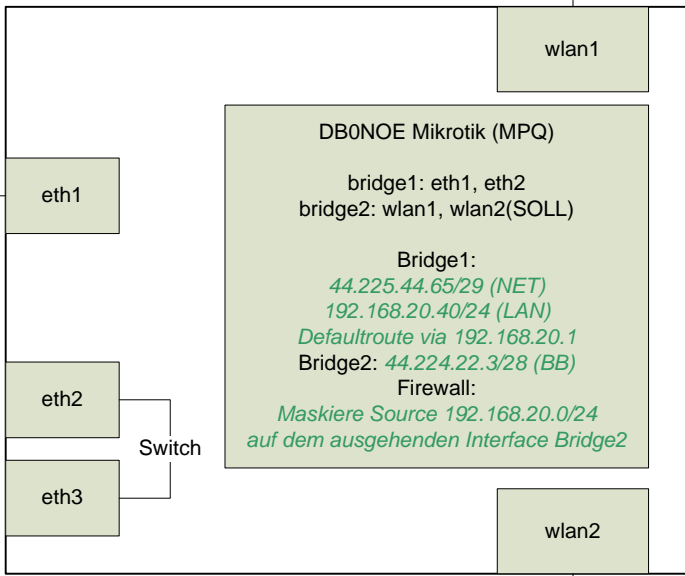 wlan1
DB0NOE Mikrotik (MPQ)
bridge1: eth1, eth2
bridge2: wlan1, wlan2(SOLL)
Bridge1:
44.225.44.65/29 (NET)
192.168.20.40/24 (LAN)
Defaultroute via 192.168.20.1
Bridge2: 44.224.22.3/28 (BB)
Firewall:
Maskiere Source 192.168.20.0/24
auf dem ausgehenden Interface Bridge2
eth1
eth2
Switch
eth3
wlan2